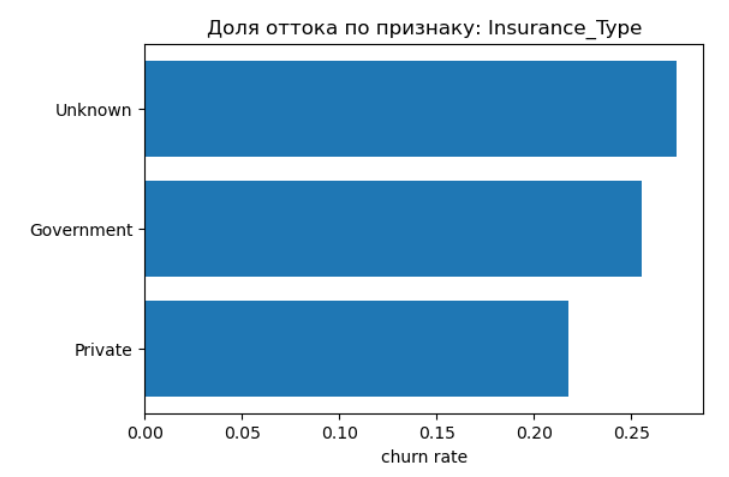 Доля оттока по признаку: Insurance_Type
Unknown
Government
Private
0.00 0.05 0.10 0.15 0.20 0.25
churn rate